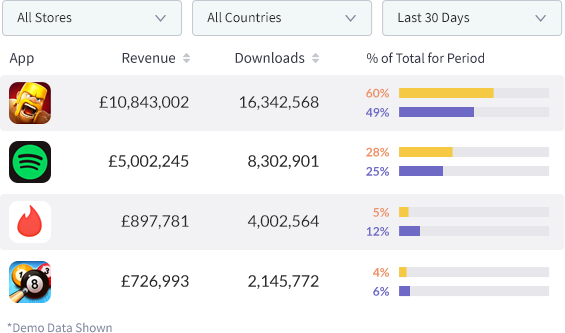 All Stores All Countries Last 30 Days
App Revenue Downloads % of Total for Period
£10,843,002 16,342,568 60%
49%
£5,002,245 8,302,901 28%
25%
£897,781 4,002,564 5%
12%
8 3 £726,993 2,145,772 4%
6%
*Demo Data Shown